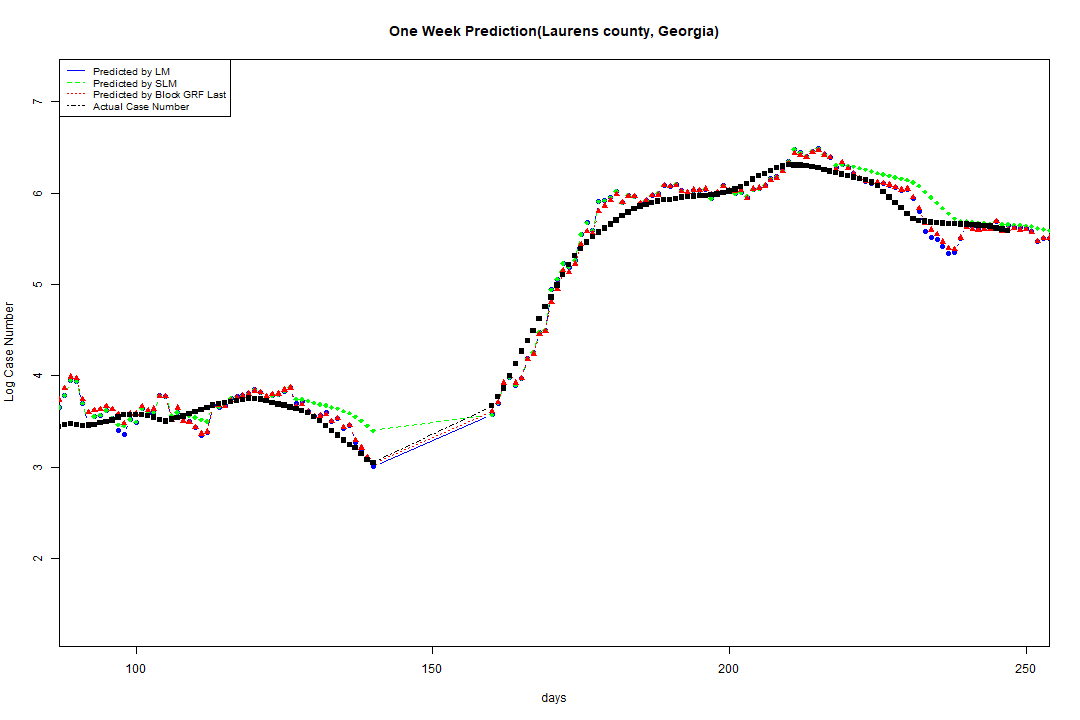 One Week Prediction(Laurens county, Georgia)
Predicted by LM
Predicted by SLM
Predicted by Block GRF Last
Actual Case Number
7
6
5
4
3
2
Log Case Number
100
150
200
250
days